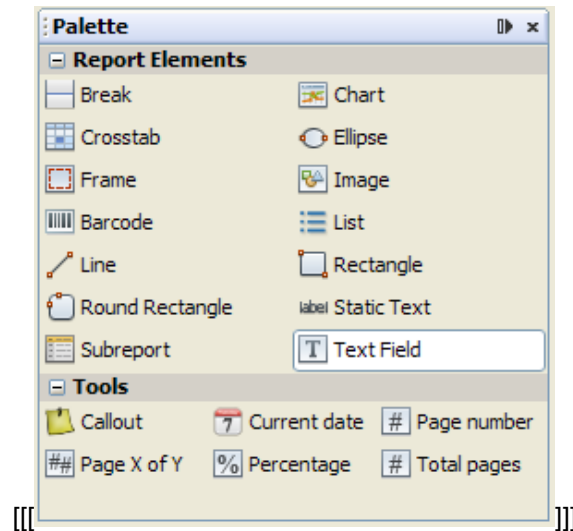 Palette
Report Elements
Break Chart
Crosstab Ellipse
Frame Image
Barcode List
Line Rectangle
Round Rectangle label Static Text
Subreport T Text Field
Tools
Callout 7 Current date # Page number
## Page X of Y % Percentage # Total pages
[[[ ]]]